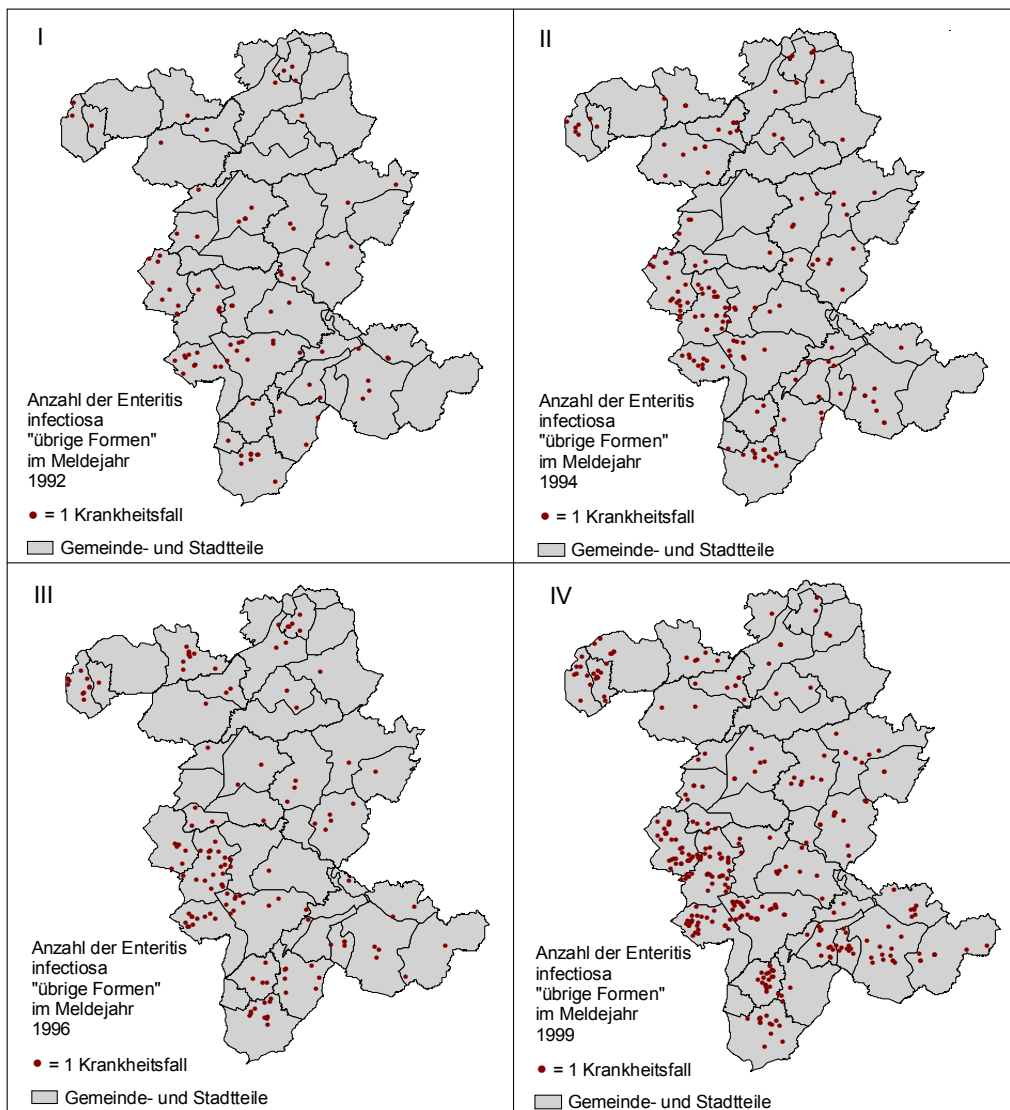 I
Anzahl der Enteritis
infectiosa
"übrige Formen"
im Meldejahr
1992
= 1 Krankheitsfall
Gemeinde- und Stadtteile
II
Anzahl der Enteritis
infectiosa
"übrige Formen"
im Meldejahr
1994
= 1 Krankheitsfall
Gemeinde- und Stadtteile
III
Anzahl der Enteritis
infectiosa
"übrige Formen"
im Meldejahr
1996
= 1 Krankheitsfall
Gemeinde- und Stadtteile
IV
Anzahl der Enteritis
infectiosa
"übrige Formen"
im Meldejahr
1999
= 1 Krankheitsfall
Gemeinde- und Stadtteile